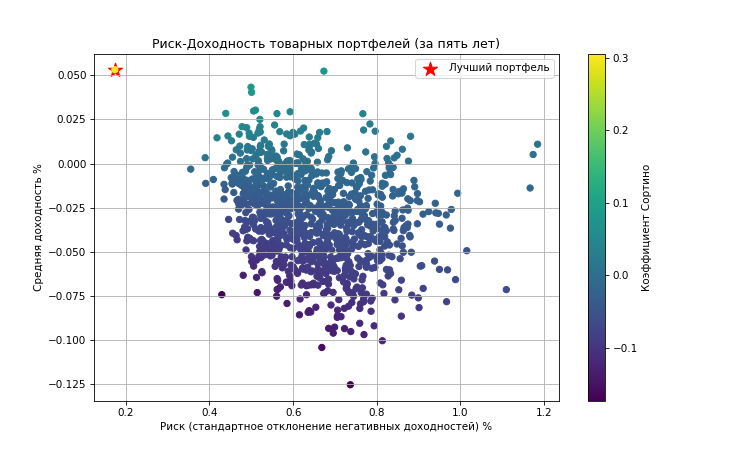 Риск-Доходность товарных портфелей (за пять лет)
Лучший портфель
Средняя доходность %
0.050
0.025
0.000
−0.025
−0.050
−0.075
−0.100
−0.125
0.2 0.4 0.6 0.8 1.0 1.2
Риск (стандартное отклонение негативных доходностей) %
0.3
0.2
0.1
0.0
−0.1
Коэффициент Сортино